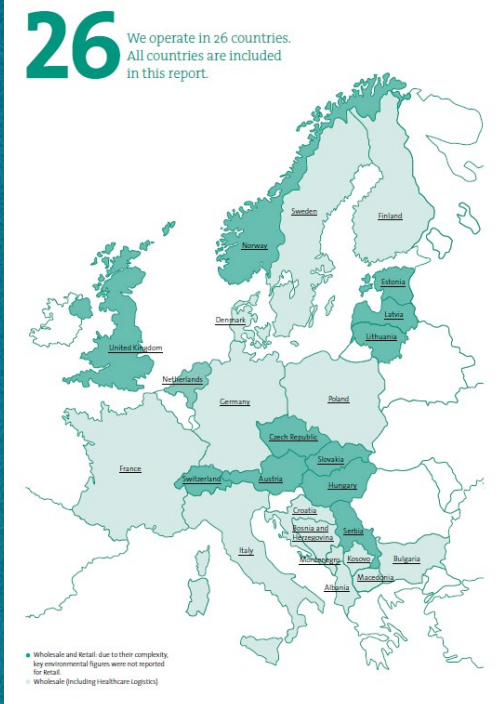 26
We operate in 26 countries.
All countries are included
in this report.
Sweden
Finland
Norway
Estonia
Latvia
Denmark
Lithuania
United Kingdom
Netherlands
Poland
Germany
Czech Republic
Slovakia
France
Switzerland
Austria
Hungary
Croatia
Bosnia and
Herzegovina
Serbia
Italy
Montenegro
Kosovo
Bulgaria
Macedonia
Albania
Wholesale and Retail: due to their complexity,
key environmental figures were not reported
for Retail.
Wholesale (including Healthcare Logistics)